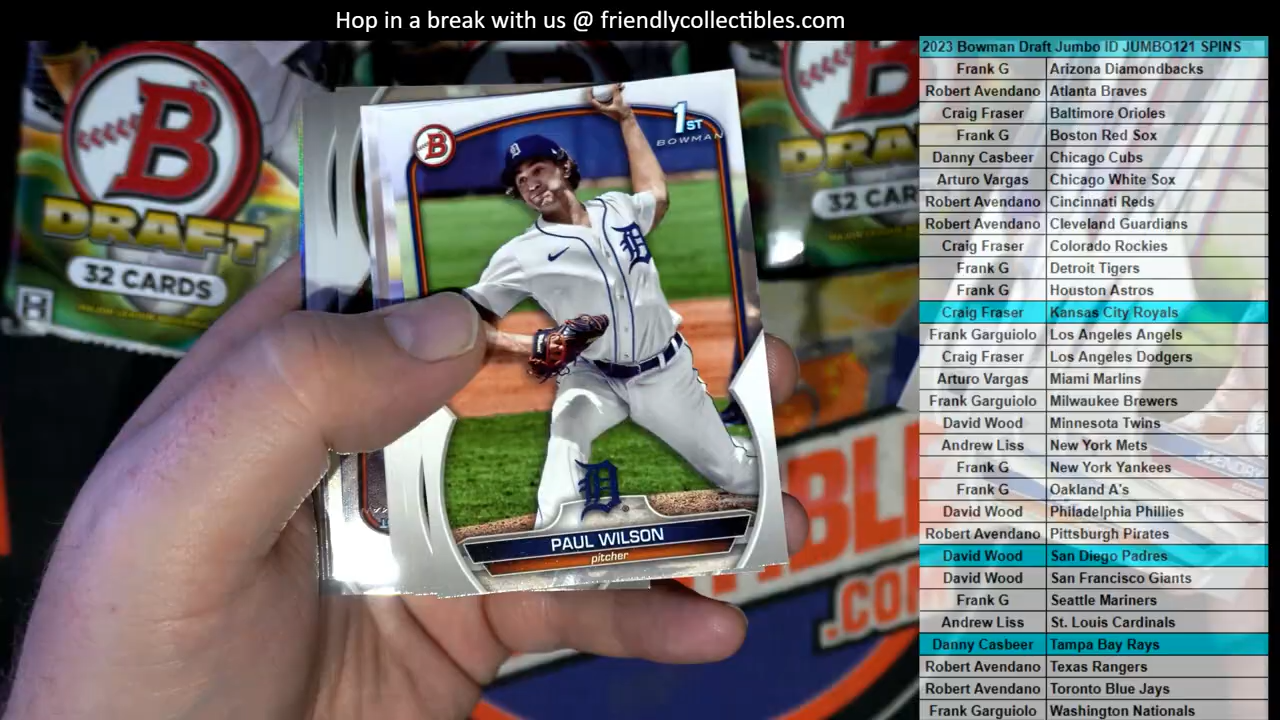 Hop in a break with us @ friendlycollectibles.com
2023 Bowman Draft Jumbo ID JUMBO121 SPINS
Frank G Arizona Diamondbacks
Robert Avendano Atlanta Braves
Craig Fraser Baltimore Orioles
Frank G Boston Red Sox
Danny Casbeer Chicago Cubs
Arturo Vargas Chicago White Sox
Robert Avendano Cincinnati Reds
Robert Avendano Cleveland Guardians
Craig Fraser Colorado Rockies
Frank G Detroit Tigers
Frank G Houston Astros
Craig Fraser Kansas City Royals
Frank Garguiolo Los Angeles Angels
Craig Fraser Los Angeles Dodgers
Arturo Vargas Miami Marlins
Frank Garguiolo Milwaukee Brewers
David Wood Minnesota Twins
Andrew Liss New York Mets
Frank G New York Yankees
Frank G Oakland A's
David Wood Philadelphia Phillies
Robert Avendano Pittsburgh Pirates
David Wood San Diego Padres
David Wood San Francisco Giants
Frank G Seattle Mariners
Andrew Liss St. Louis Cardinals
Danny Casbeer Tampa Bay Rays
Robert Avendano Texas Rangers
Robert Avendano Toronto Blue Jays
Frank Garguiolo Washington Nationals
B
DRAFT
32 CARDS
B
1ST
BOWMAN
D
D
D
PAUL WILSON
pitcher
DRA
32 CAR
IBLE
.CO